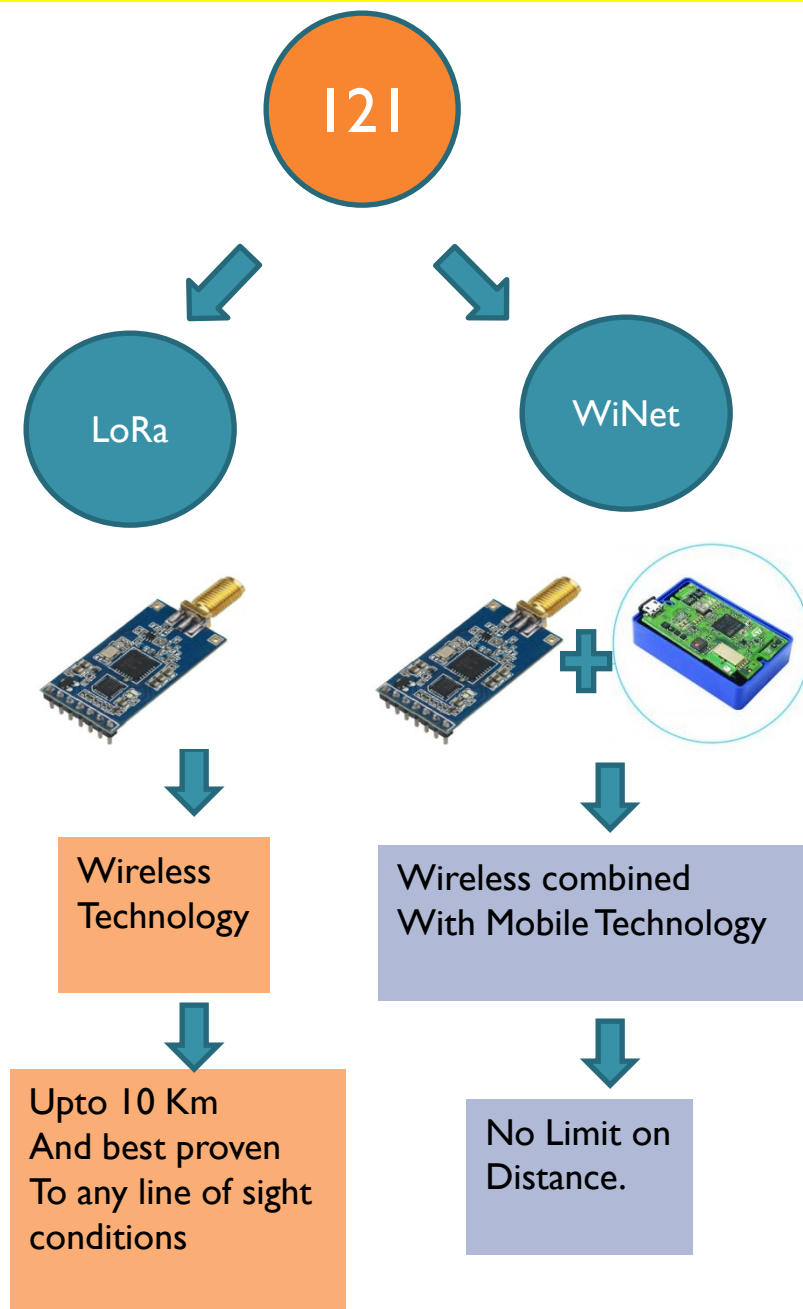 121
LoRa
WiNet
Wireless
Technology
Wireless combined
With Mobile Technology
Upto 10 Km
And best proven
To any line of sight
conditions
No Limit on
Distance.